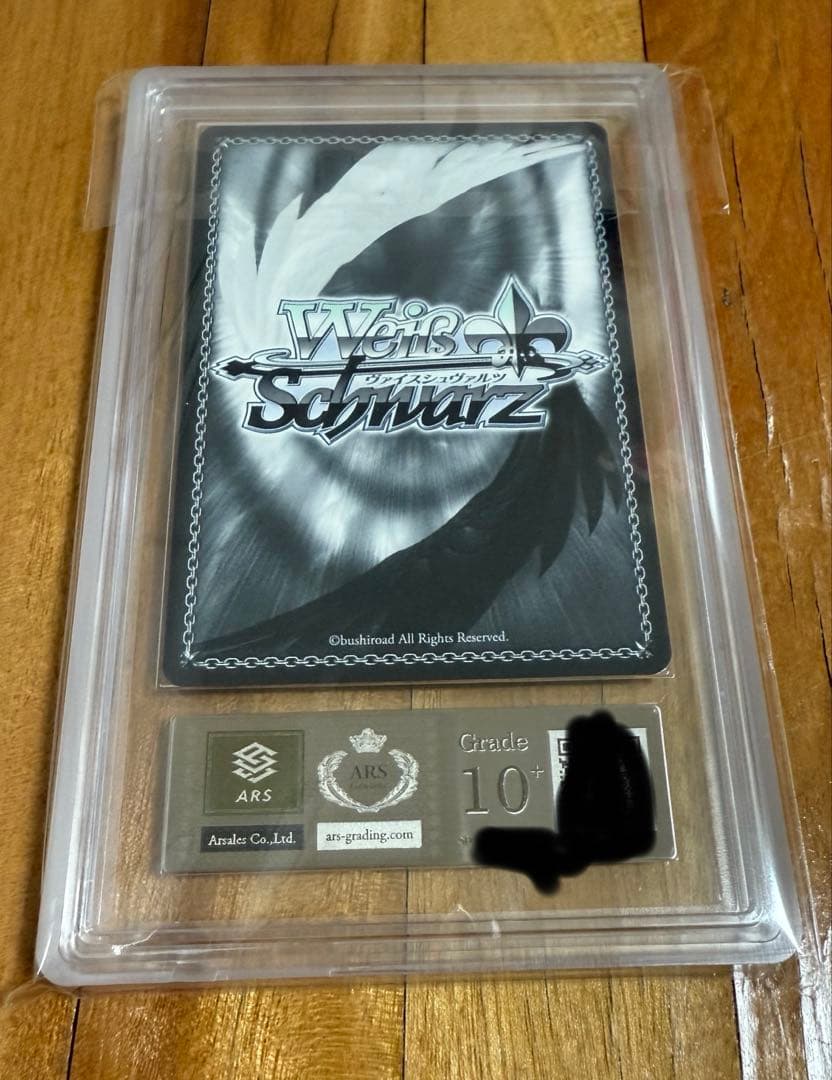 Weiß
ヴァイスシュヴァルツ
Schwarz
©bushiroad All Rights Reserved.
ARS
Arsales Co.,Ltd.
ARS
ars-grading.com
Grade
10+